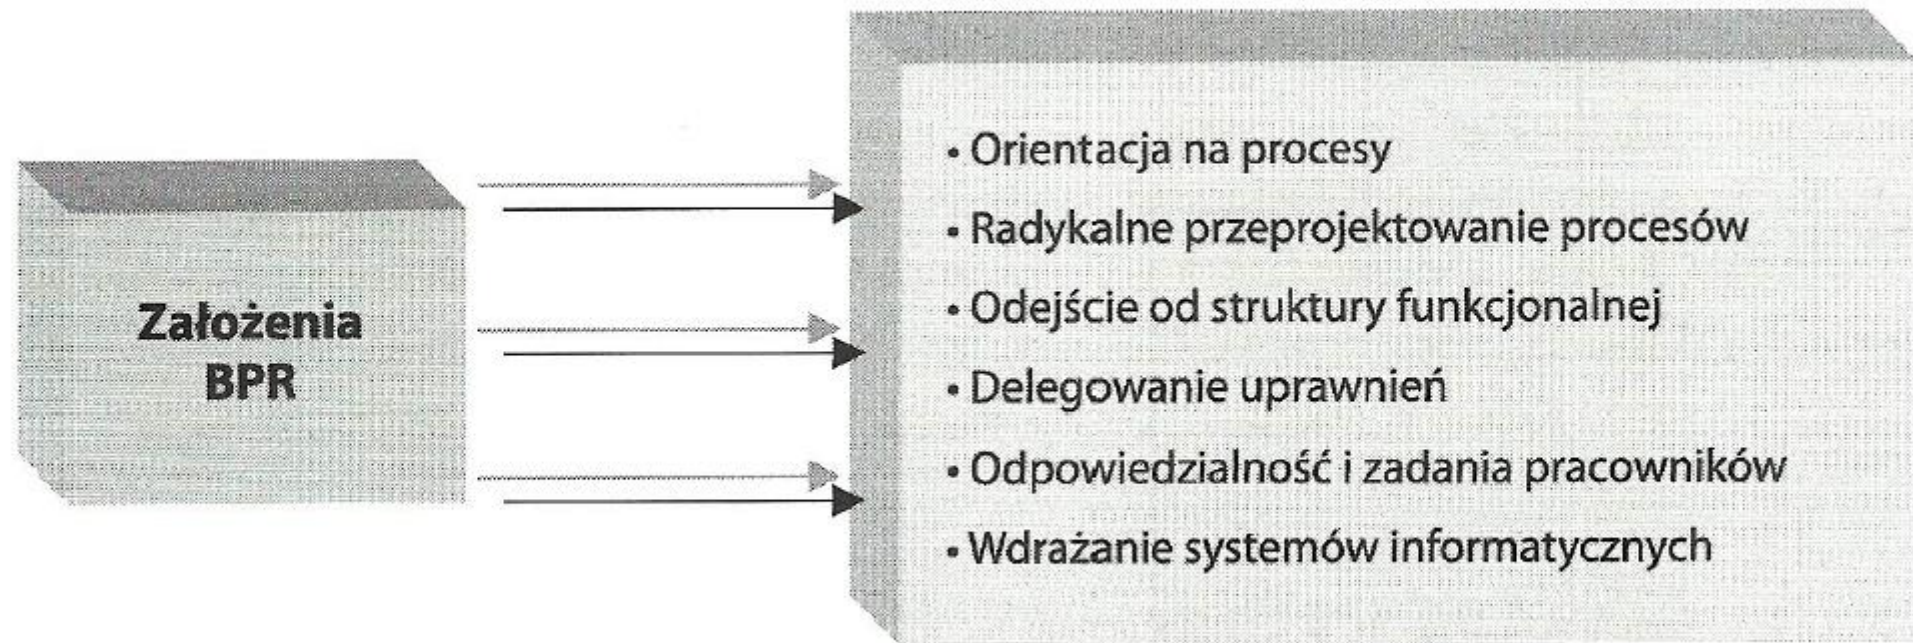 Założenia
BPR
• Orientacja na procesy
• Radykalne przeprojektowanie procesów
• Odejście od struktury funkcjonalnej
• Delegowanie uprawnień
• Odpowiedzialność i zadania pracowników
• Wdrażanie systemów informatycznych